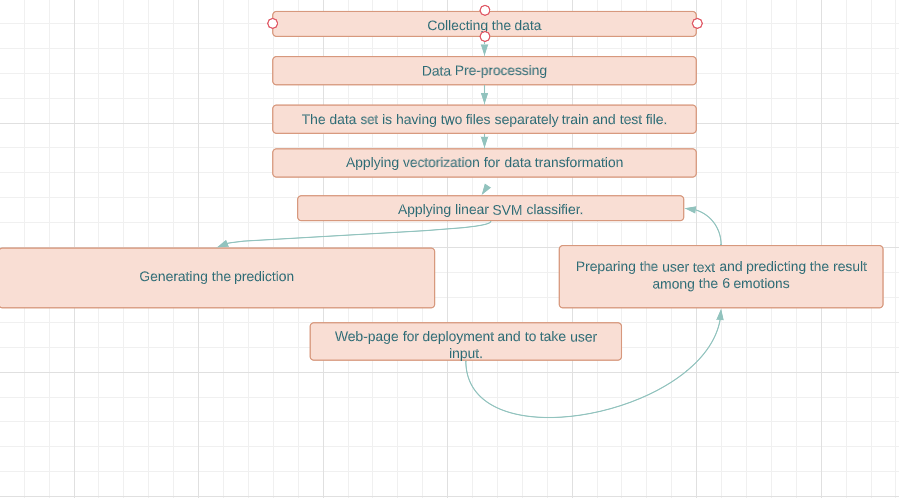 Collecting the data
Data Pre-processing
The data set is having two files separately train and test file.
Applying vectorization for data transformation
Applying linear SVM classifier.
Generating the prediction
Preparing the user text and predicting the result
among the 6 emotions
Web-page for deployment and to take user
input.